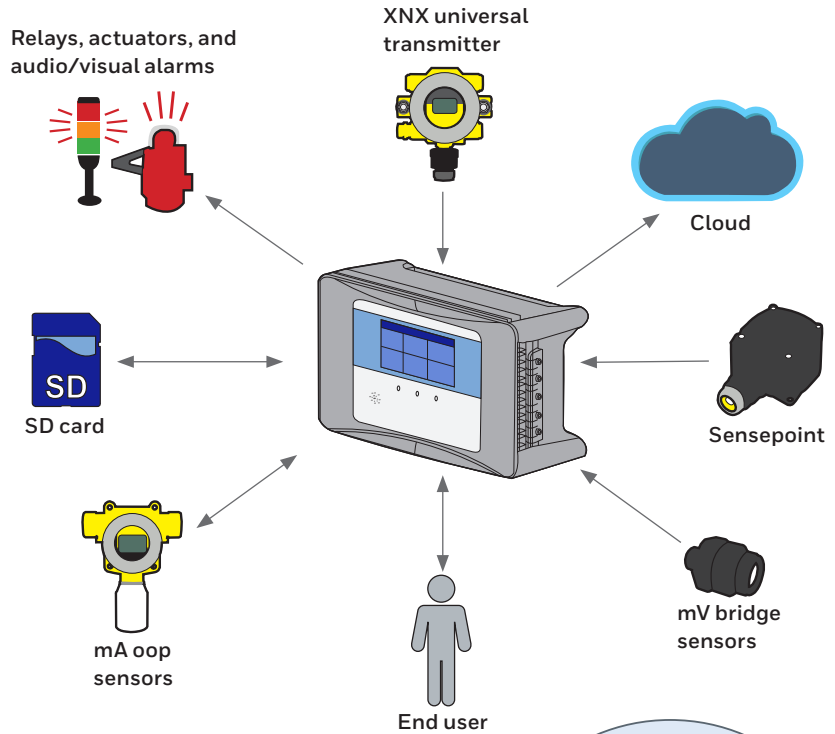 XNX universal
transmitter
Relays, actuators, and
audio/visual alarms
Cloud
SD
SD card
Sensepoint
mA oop
sensors
mV bridge
sensors
End user